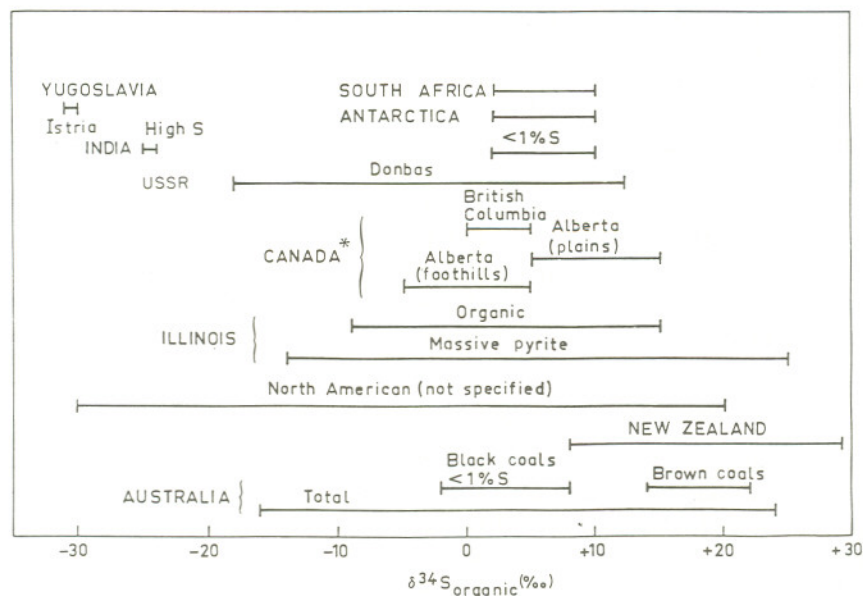 YUGOSLAVIA
SOUTH AFRICA
ANTARCTICA
Istria
High S
<1%S
INDIA
USSR
Donbas
British
Columbia
CANADA*
Alberta
(plains)
Alberta
(foothills)
ILLINOIS
Organic
Massive pyrite
North American (not specified)
NEW ZEALAND
AUSTRALIA
Black coals
<1%S
Brown coals
Total
−30 −20 −10 0 +10 +20 +30
δ³⁴Sorganic(‰)